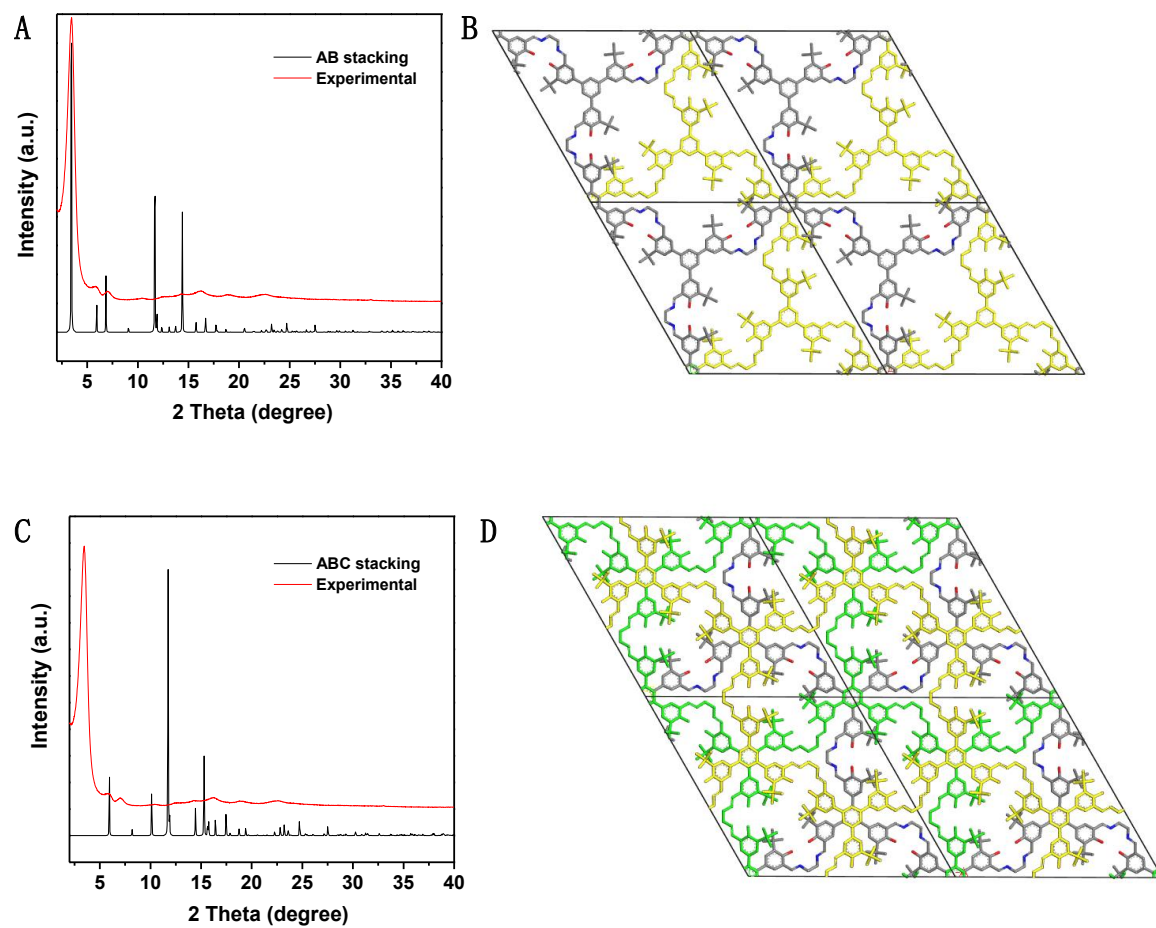 A
AB stacking
Experimental
Intensity (a.u.)
5 10 15 20 25 30 35 40
2 Theta (degree)
B
C
ABC stacking
Experimental
Intensity (a.u.)
5 10 15 20 25 30 35 40
2 Theta (degree)
D